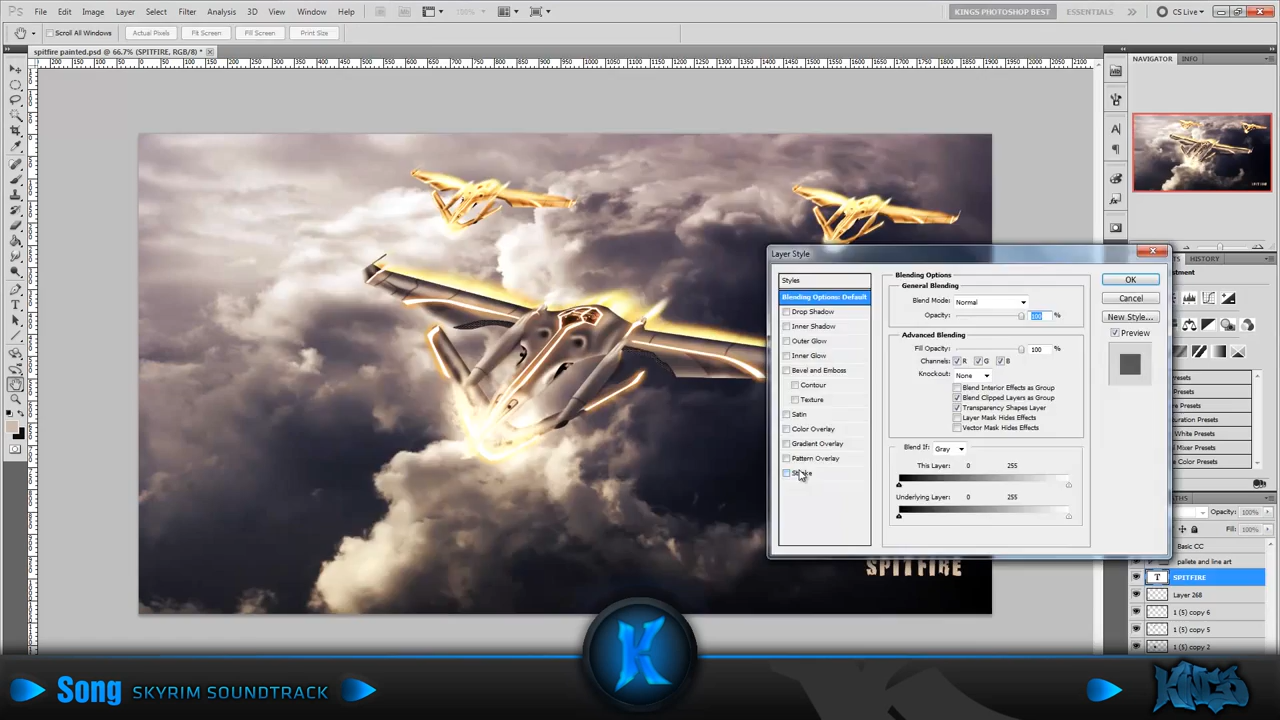 Ps File Edit Image Layer Select Filter Analysis 3D View Window Help 100% KINGS PHOTOSHOP BEST ESSENTIALS CS Live
Scroll All Windows Actual Pixels Fit Screen Fill Screen Print Size
spitfire painted.psd @ 66.7% (SPITFIRE, RGB/8) *
NAVIGATOR INFO
HISTORY
Layer Style
Styles
Blending Options: Default
Drop Shadow
Inner Shadow
Outer Glow
Inner Glow
Bevel and Emboss
Contour
Texture
Satin
Color Overlay
Gradient Overlay
Pattern Overlay
Stroke
Blending Options
General Blending
Blend Mode: Normal
Opacity: 100 %
Advanced Blending
Fill Opacity: 100 %
Channels: R G B
Knockout: None
Blend Interior Effects as Group
Blend Clipped Layers as Group
Transparency Shapes Layer
Layer Mask Hides Effects
Vector Mask Hides Effects
Blend If: Gray
This Layer: 0 255
Underlying Layer: 0 255
OK
Cancel
New Style...
Preview
Opacity: 100%
Fill: 100%
Basic CC
pallete and line art
T SPITFIRE
Layer 268
1 (5) copy 6
1 (5) copy 5
1 (5) copy 2
SPITFIRE
K
Song SKYRIM SOUNDTRACK
KINGS